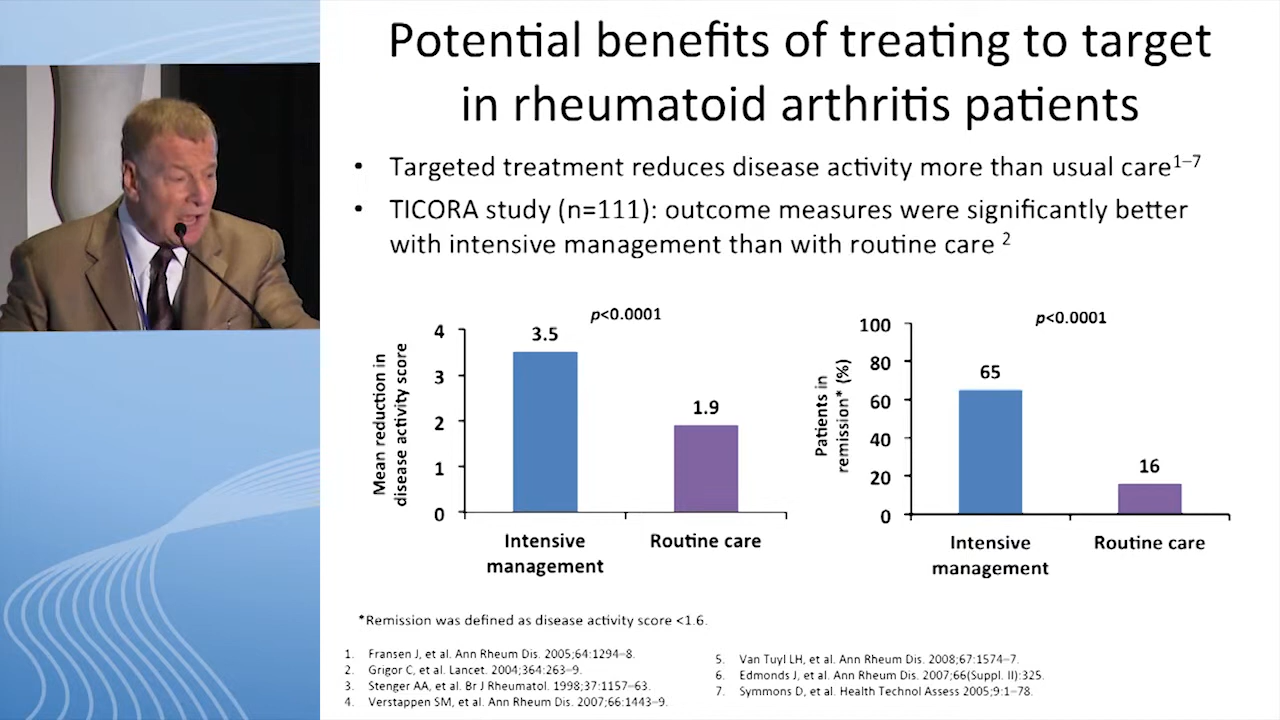 Potential benefits of treating to target
in rheumatoid arthritis patients
• Targeted treatment reduces disease activity more than usual care1–7
• TICORA study (n=111): outcome measures were significantly better
with intensive management than with routine care 2
Mean reduction in
disease activity score
p<0.0001
4
3
2
1
0
3.5
1.9
Intensive
management
Routine care
Patients in
remission* (%)
p<0.0001
100
80
60
40
20
0
65
16
Intensive
management
Routine care
*Remission was defined as disease activity score <1.6.
1. Fransen J, et al. Ann Rheum Dis. 2005;64:1294–8.
2. Grigor C, et al. Lancet. 2004;364:263–9.
3. Stenger AA, et al. Br J Rheumatol. 1998;37:1157–63.
4. Verstappen SM, et al. Ann Rheum Dis. 2007;66:1443–9.
5. Van Tuyl LH, et al. Ann Rheum Dis. 2008;67:1574–7.
6. Edmonds J, et al. Ann Rheum Dis. 2007;66(Suppl. II):325.
7. Symmons D, et al. Health Technol Assess 2005;9:1–78.